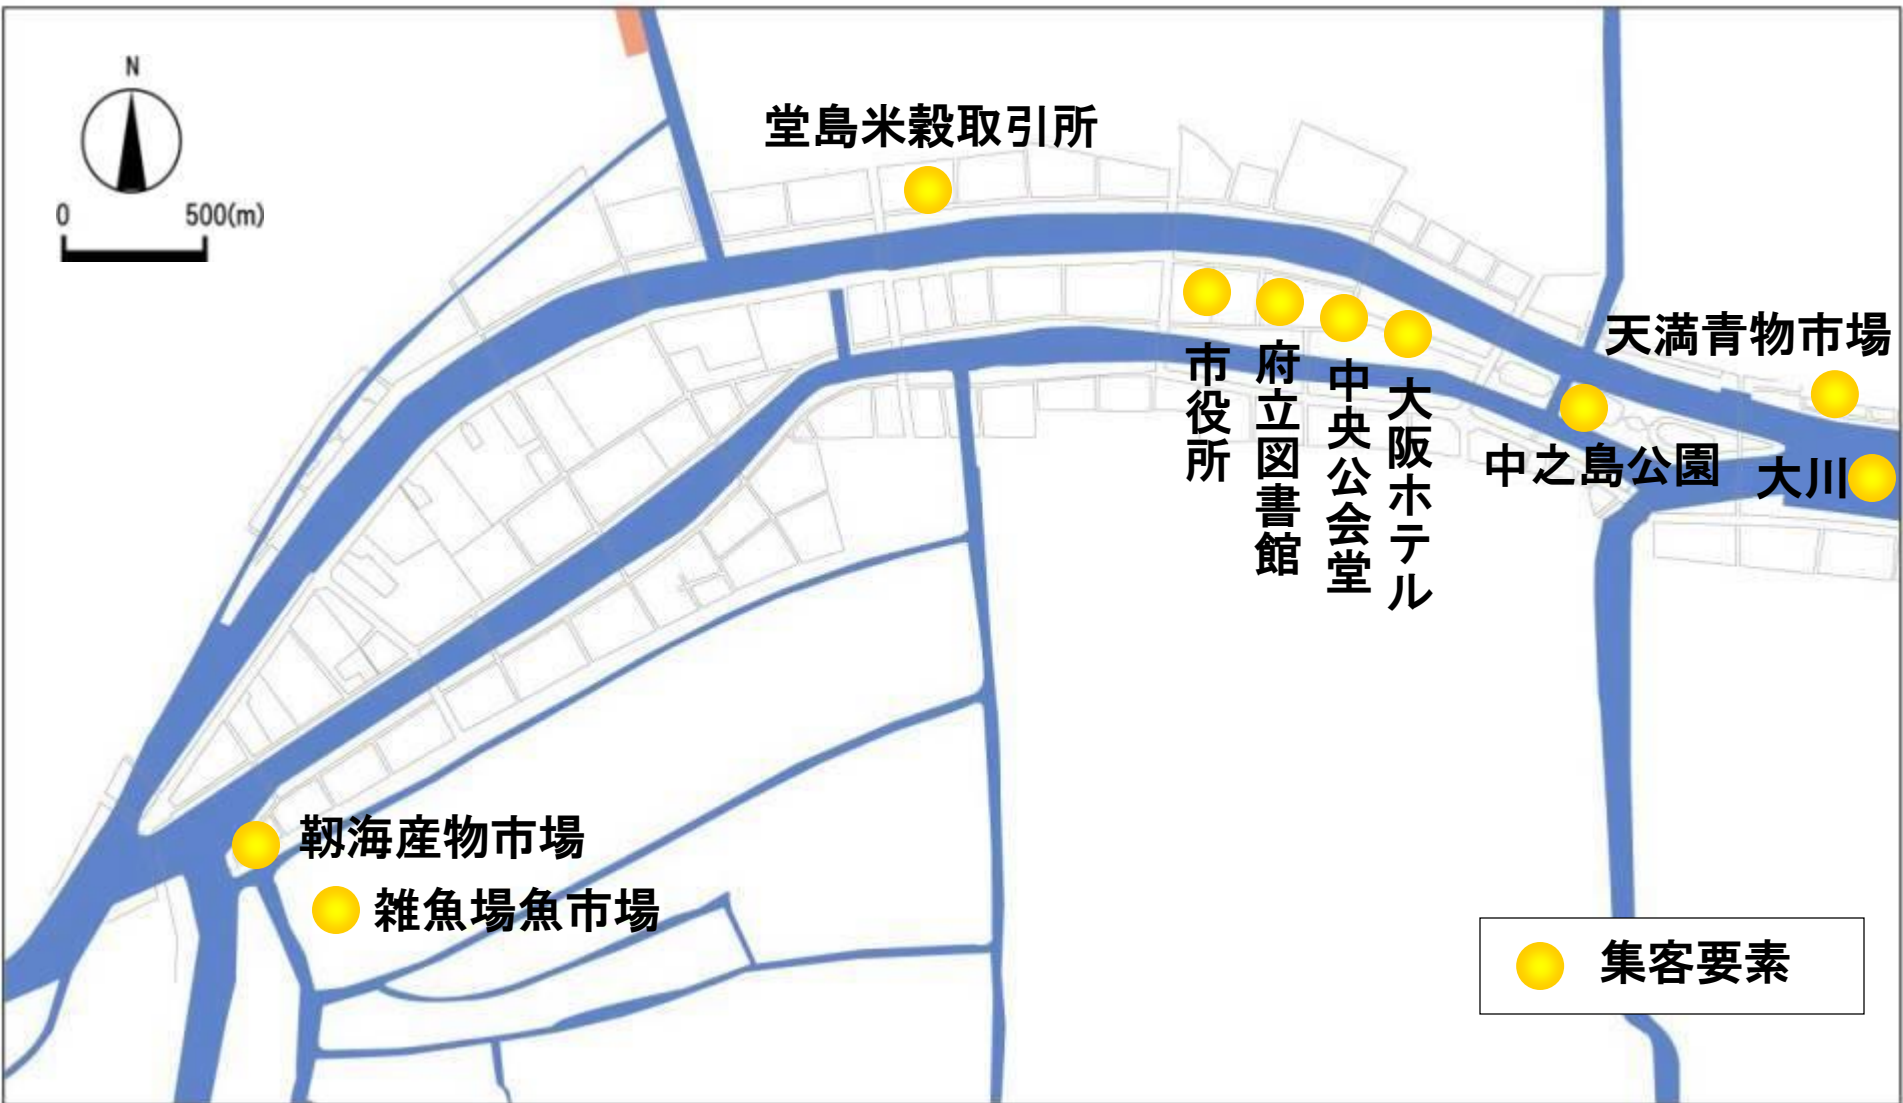 N
0 500(m)
堂島米穀取引所
天満青物市場
市役所
府立図書館
中央公会堂
大阪ホテル
中之島公園
大川
靱海産物市場
雑魚場魚市場
集客要素